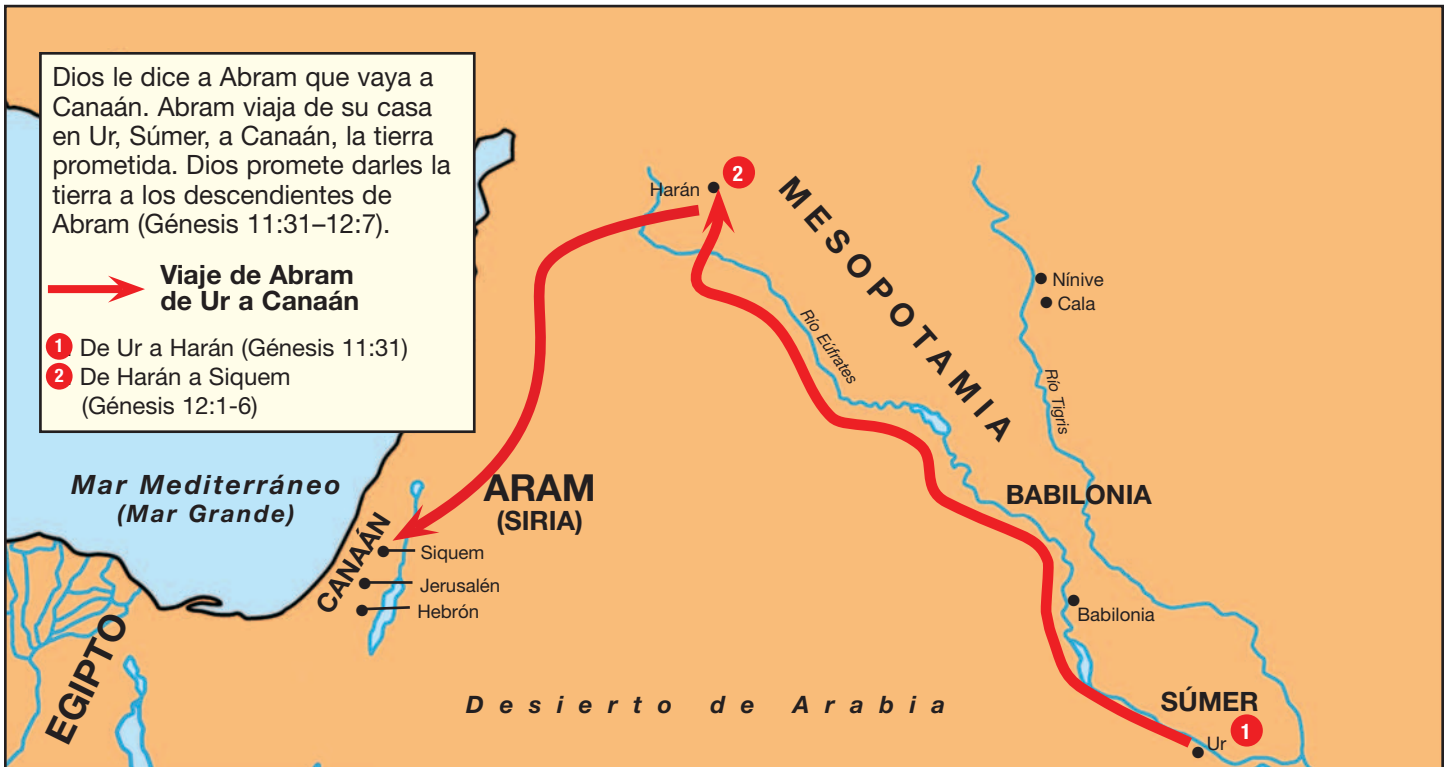 Dios le dice a Abram que vaya a
Canaán. Abram viaja de su casa
en Ur, Súmer, a Canaán, la tierra
prometida. Dios promete darles la
tierra a los descendientes de
Abram (Génesis 11:31–12:7).
Viaje de Abram
de Ur a Canaán
1 De Ur a Harán (Génesis 11:31)
2 De Harán a Siquem
(Génesis 12:1-6)
Harán
2
MESOPOTAMIA
Nínive
Cala
Río Eúfrates
Río Tigris
Mar Mediterráneo
(Mar Grande)
ARAM
(SIRIA)
BABILONIA
CANAÁN
Siquem
Jerusalén
Hebrón
Babilonia
EGIPTO
Desierto de Arabia
SÚMER
1
Ur